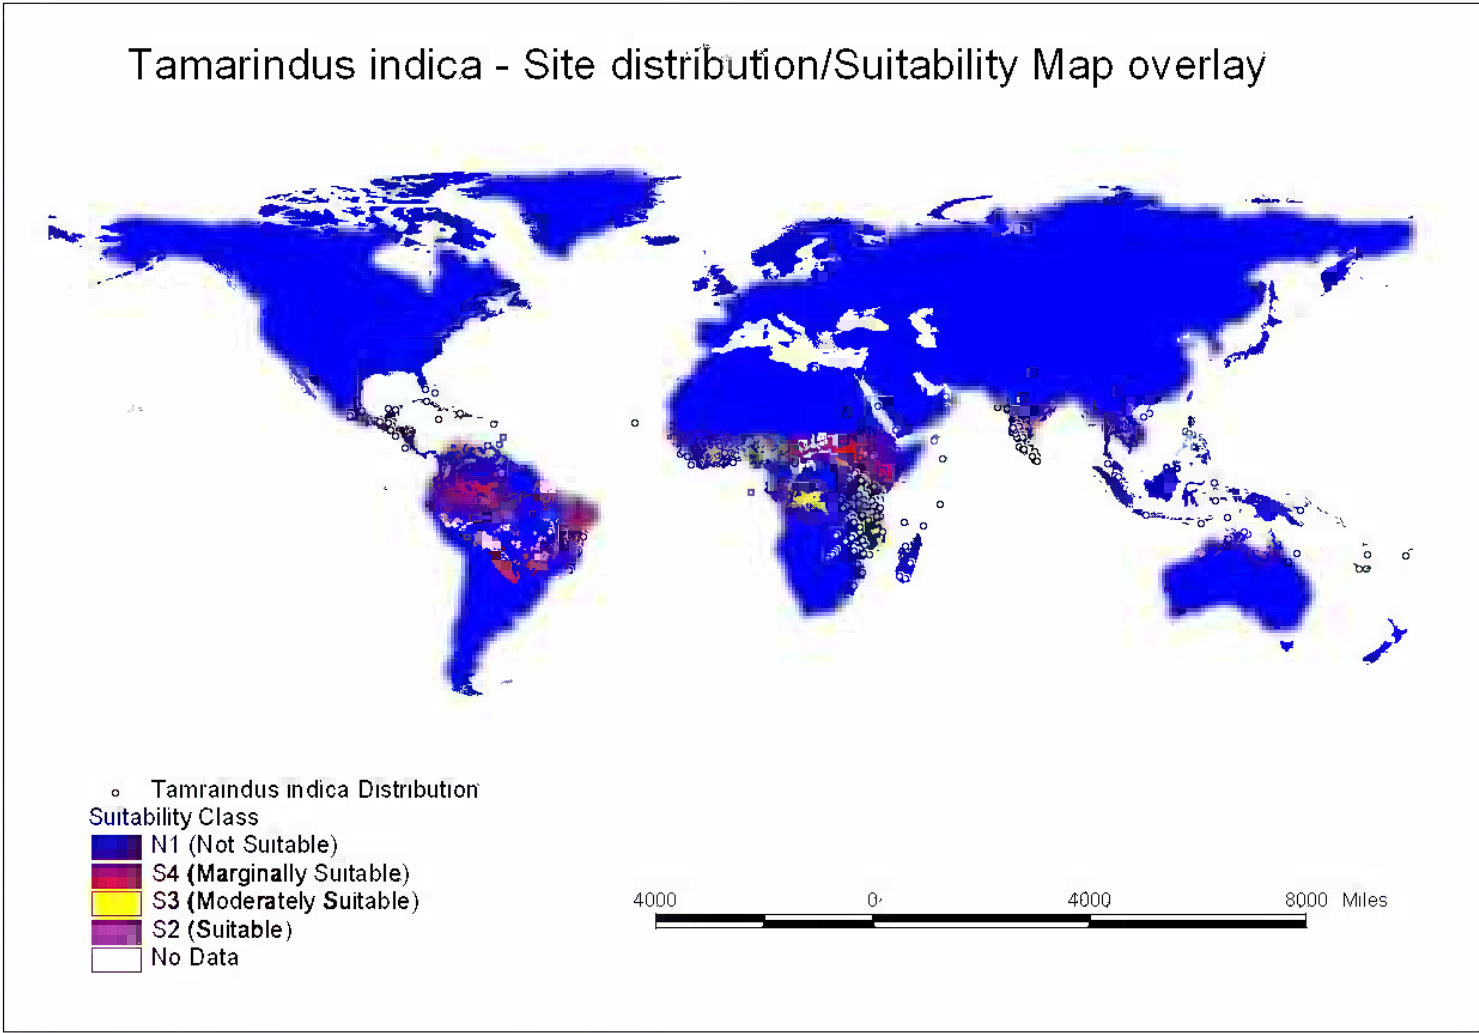 Tamarindus indica - Site distribution/Suitability Map overlay
Tamraindus indica Distribution
Suitability Class
N1 (Not Suitable)
S4 (Marginally Suitable)
S3 (Moderately Suitable)
S2 (Suitable)
No Data
4000 0 4000 8000 Miles